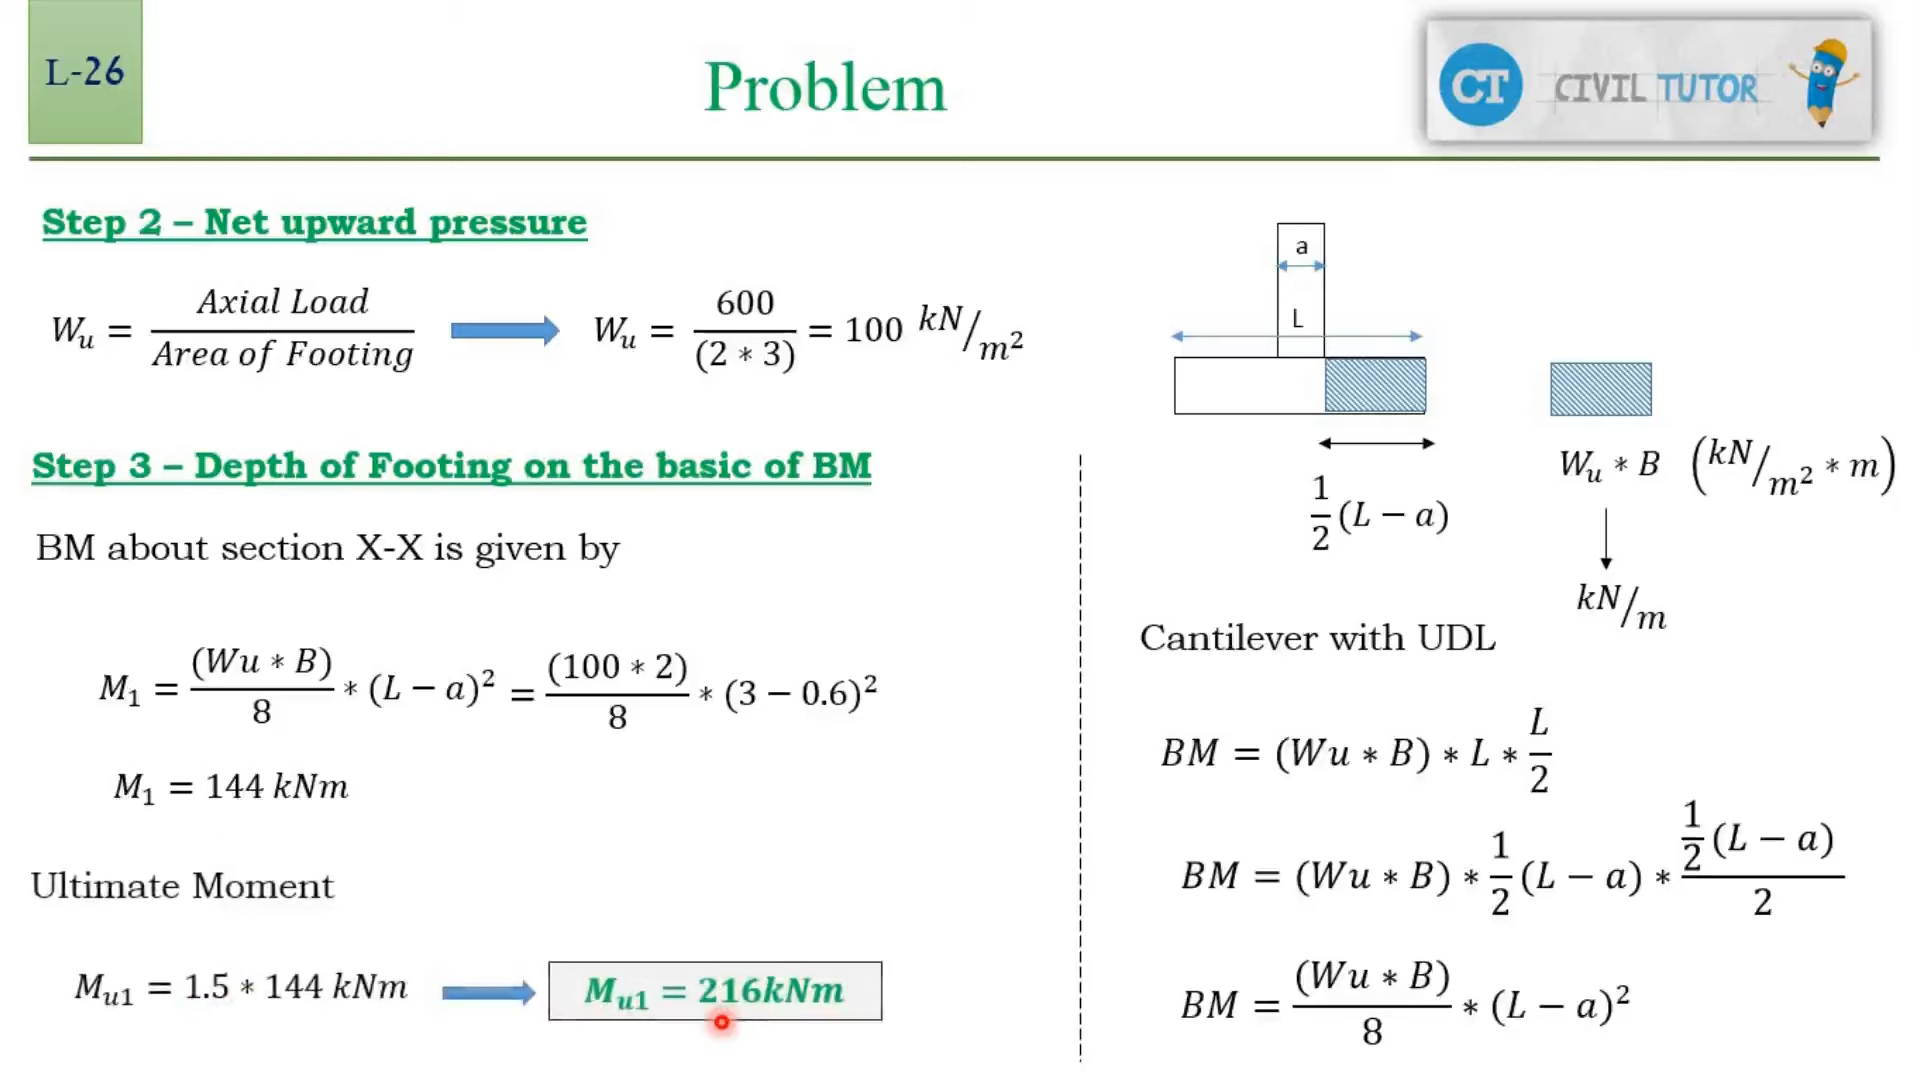 L-26
Problem
CT CIVIL TUTOR
Step 2 – Net upward pressure
W_u = Axial Load / Area of Footing
W_u = 600 / (2 * 3) = 100 kN/m²
Step 3 – Depth of Footing on the basic of BM
BM about section X-X is given by
M₁ = (Wu * B) / 8 * (L − a)² = (100 * 2) / 8 * (3 − 0.6)²
M₁ = 144 kNm
Ultimate Moment
M_u1 = 1.5 * 144 kNm
M_u1 = 216kNm
a
L
1/2 (L − a)
W_u * B (kN/m² * m)
kN/m
Cantilever with UDL
BM = (Wu * B) * L * L/2
BM = (Wu * B) * 1/2 (L − a) * 1/2 (L − a) / 2
BM = (Wu * B) / 8 * (L − a)²